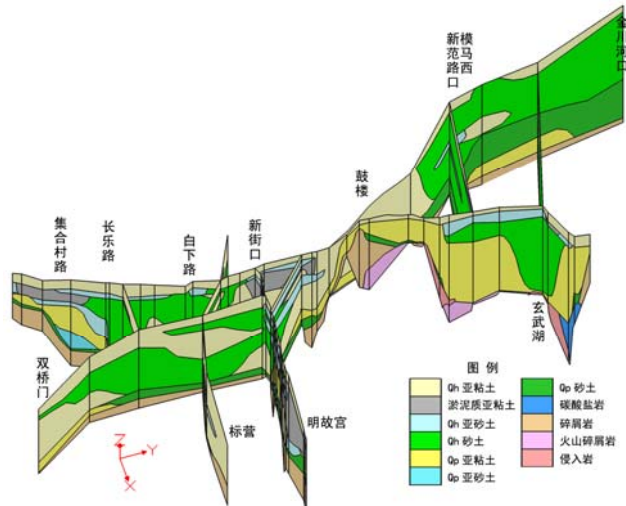 金川河口
模马西
新范路口
鼓楼
新街口
白下路
长乐路
集合村路
双桥门
标营
明故宫
玄武湖
Z
Y
X
图 例
Qh 亚粘土
淤泥质亚粘土
Qh 亚砂土
Qh 砂土
Qp 亚粘土
Qp 亚砂土
Qp 砂土
碳酸盐岩
碎屑岩
火山碎屑岩
侵入岩